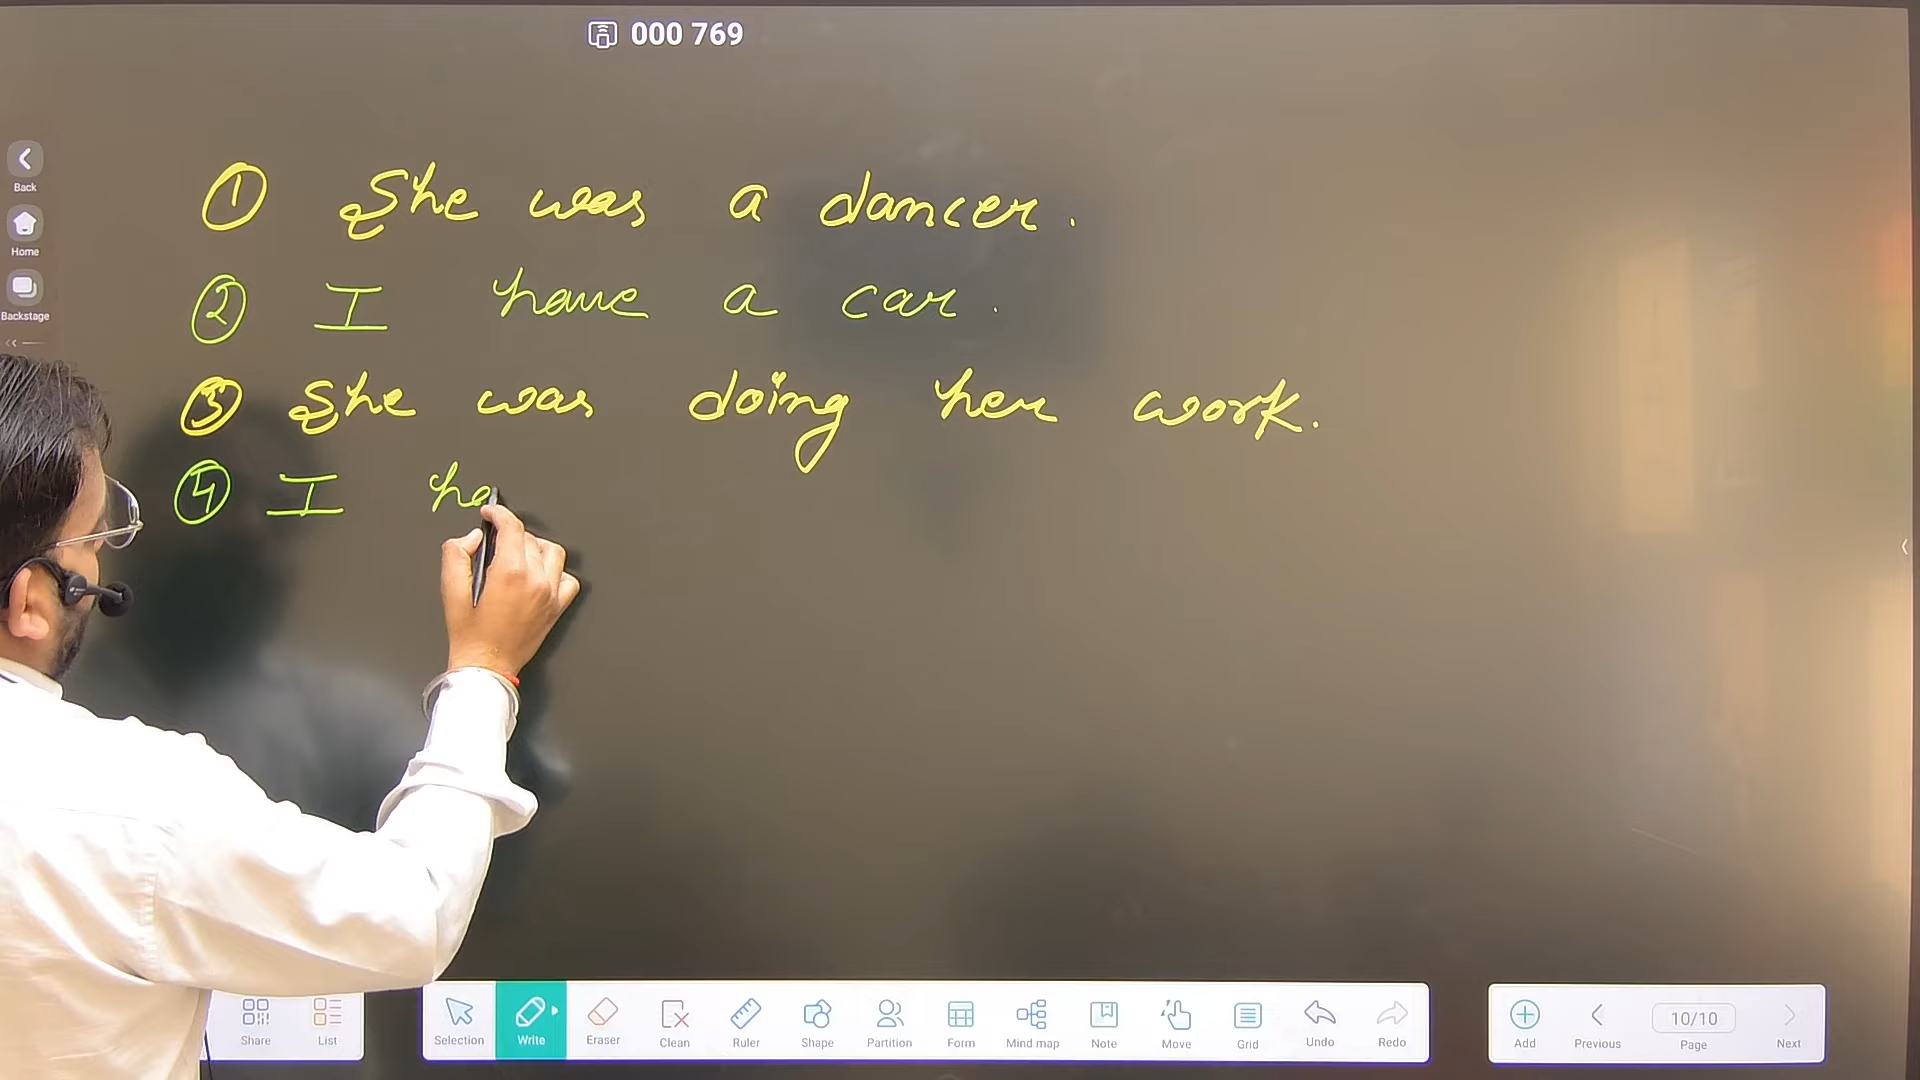 000 769
Back
Home
Backstage
① She was a dancer.
② I have a car.
③ She was doing her work.
④ I ha
Share List Selection Write Eraser Clean Ruler Shape Partition Form Mind map Note Move Grid Undo Redo Add Previous 10/10 Page Next